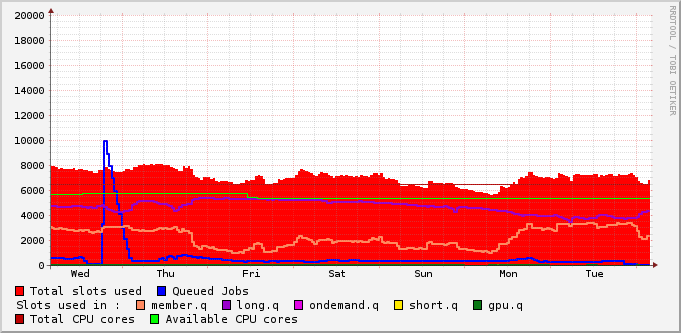 20000
18000
16000
14000
12000
10000
8000
6000
4000
2000
0
Wed Thu Fri Sat Sun Mon Tue
Total slots used Queued Jobs
Slots used in : member.q long.q ondemand.q short.q gpu.q
Total CPU cores Available CPU cores
RRDTOOL / TOBI OETIKER